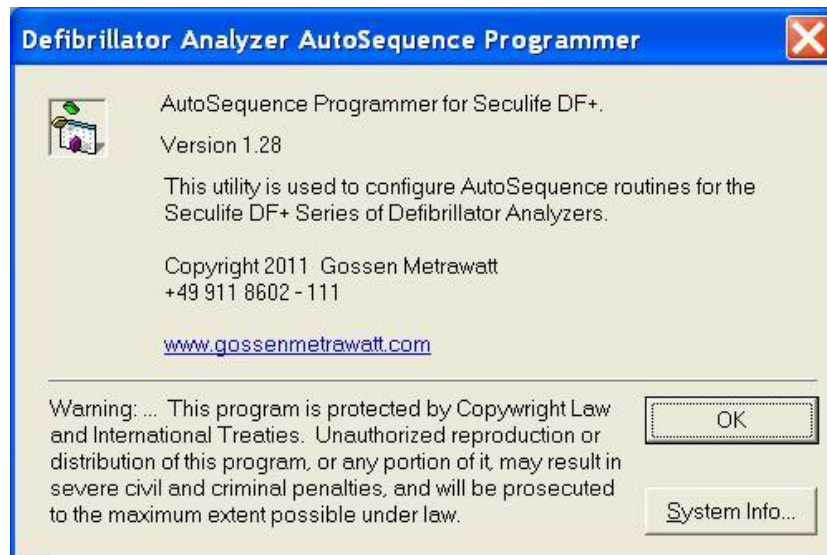 Defibrillator Analyzer AutoSequence Programmer
AutoSequence Programmer for Seculife DF+.
Version 1.28
This utility is used to configure AutoSequence routines for the
Seculife DF+ Series of Defibrillator Analyzers.
Copyright 2011 Gossen Metrawatt
+49 911 8602 - 111
www.gossenmetrawatt.com
Warning: ... This program is protected by Copywright Law
and International Treaties. Unauthorized reproduction or
distribution of this program, or any portion of it, may result in
severe civil and criminal penalties, and will be prosecuted
to the maximum extent possible under law.
OK
System Info...